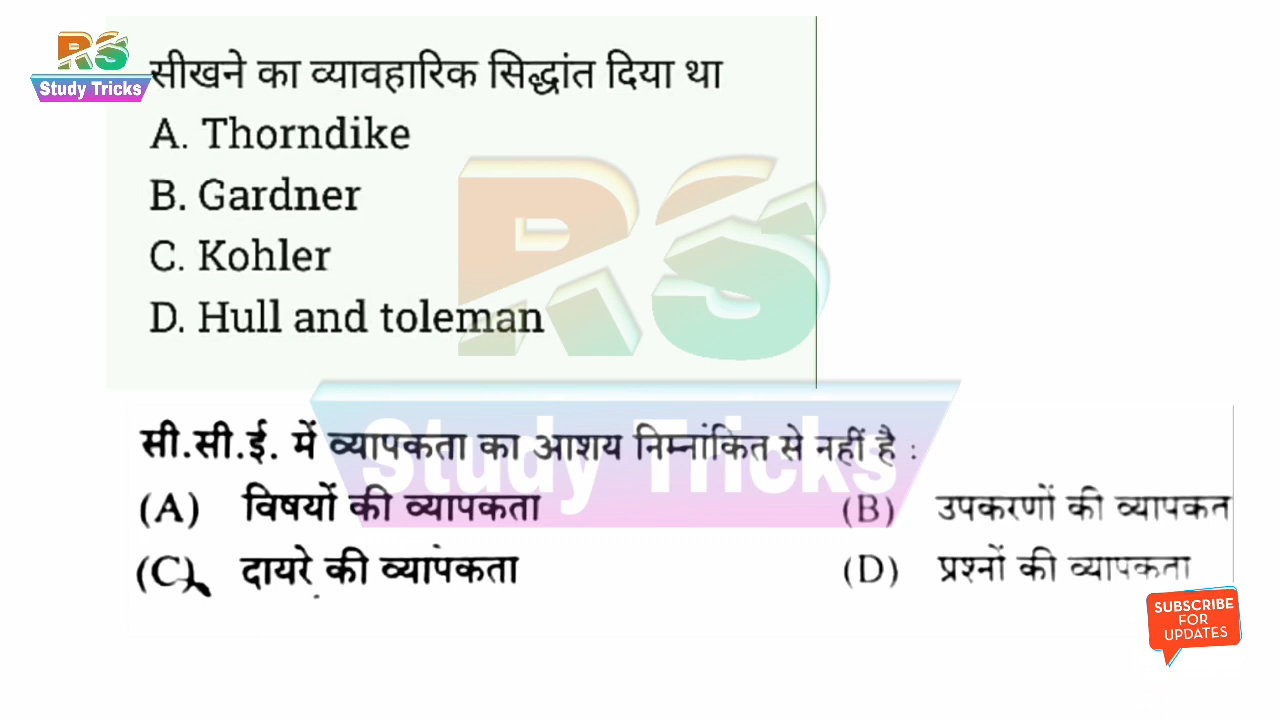 RS
Study Tricks
सीखने का व्यावहारिक सिद्धांत दिया था
A. Thorndike
B. Gardner
C. Kohler
D. Hull and toleman
RS
Study Tricks
सी.सी.ई. में व्यापकता का आशय निम्नांकित से नहीं है :
(A) विषयों की व्यापकता (B) उपकरणों की व्यापकत
(C) दायरे की व्यापकता (D) प्रश्नों की व्यापकता
SUBSCRIBE
FOR
UPDATES